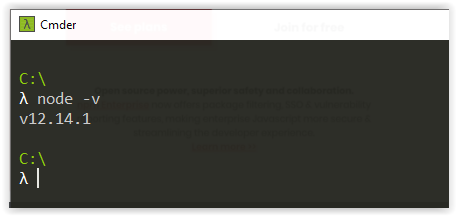 Cmder
C:\
λ node -v
v12.14.1
C:\
λ